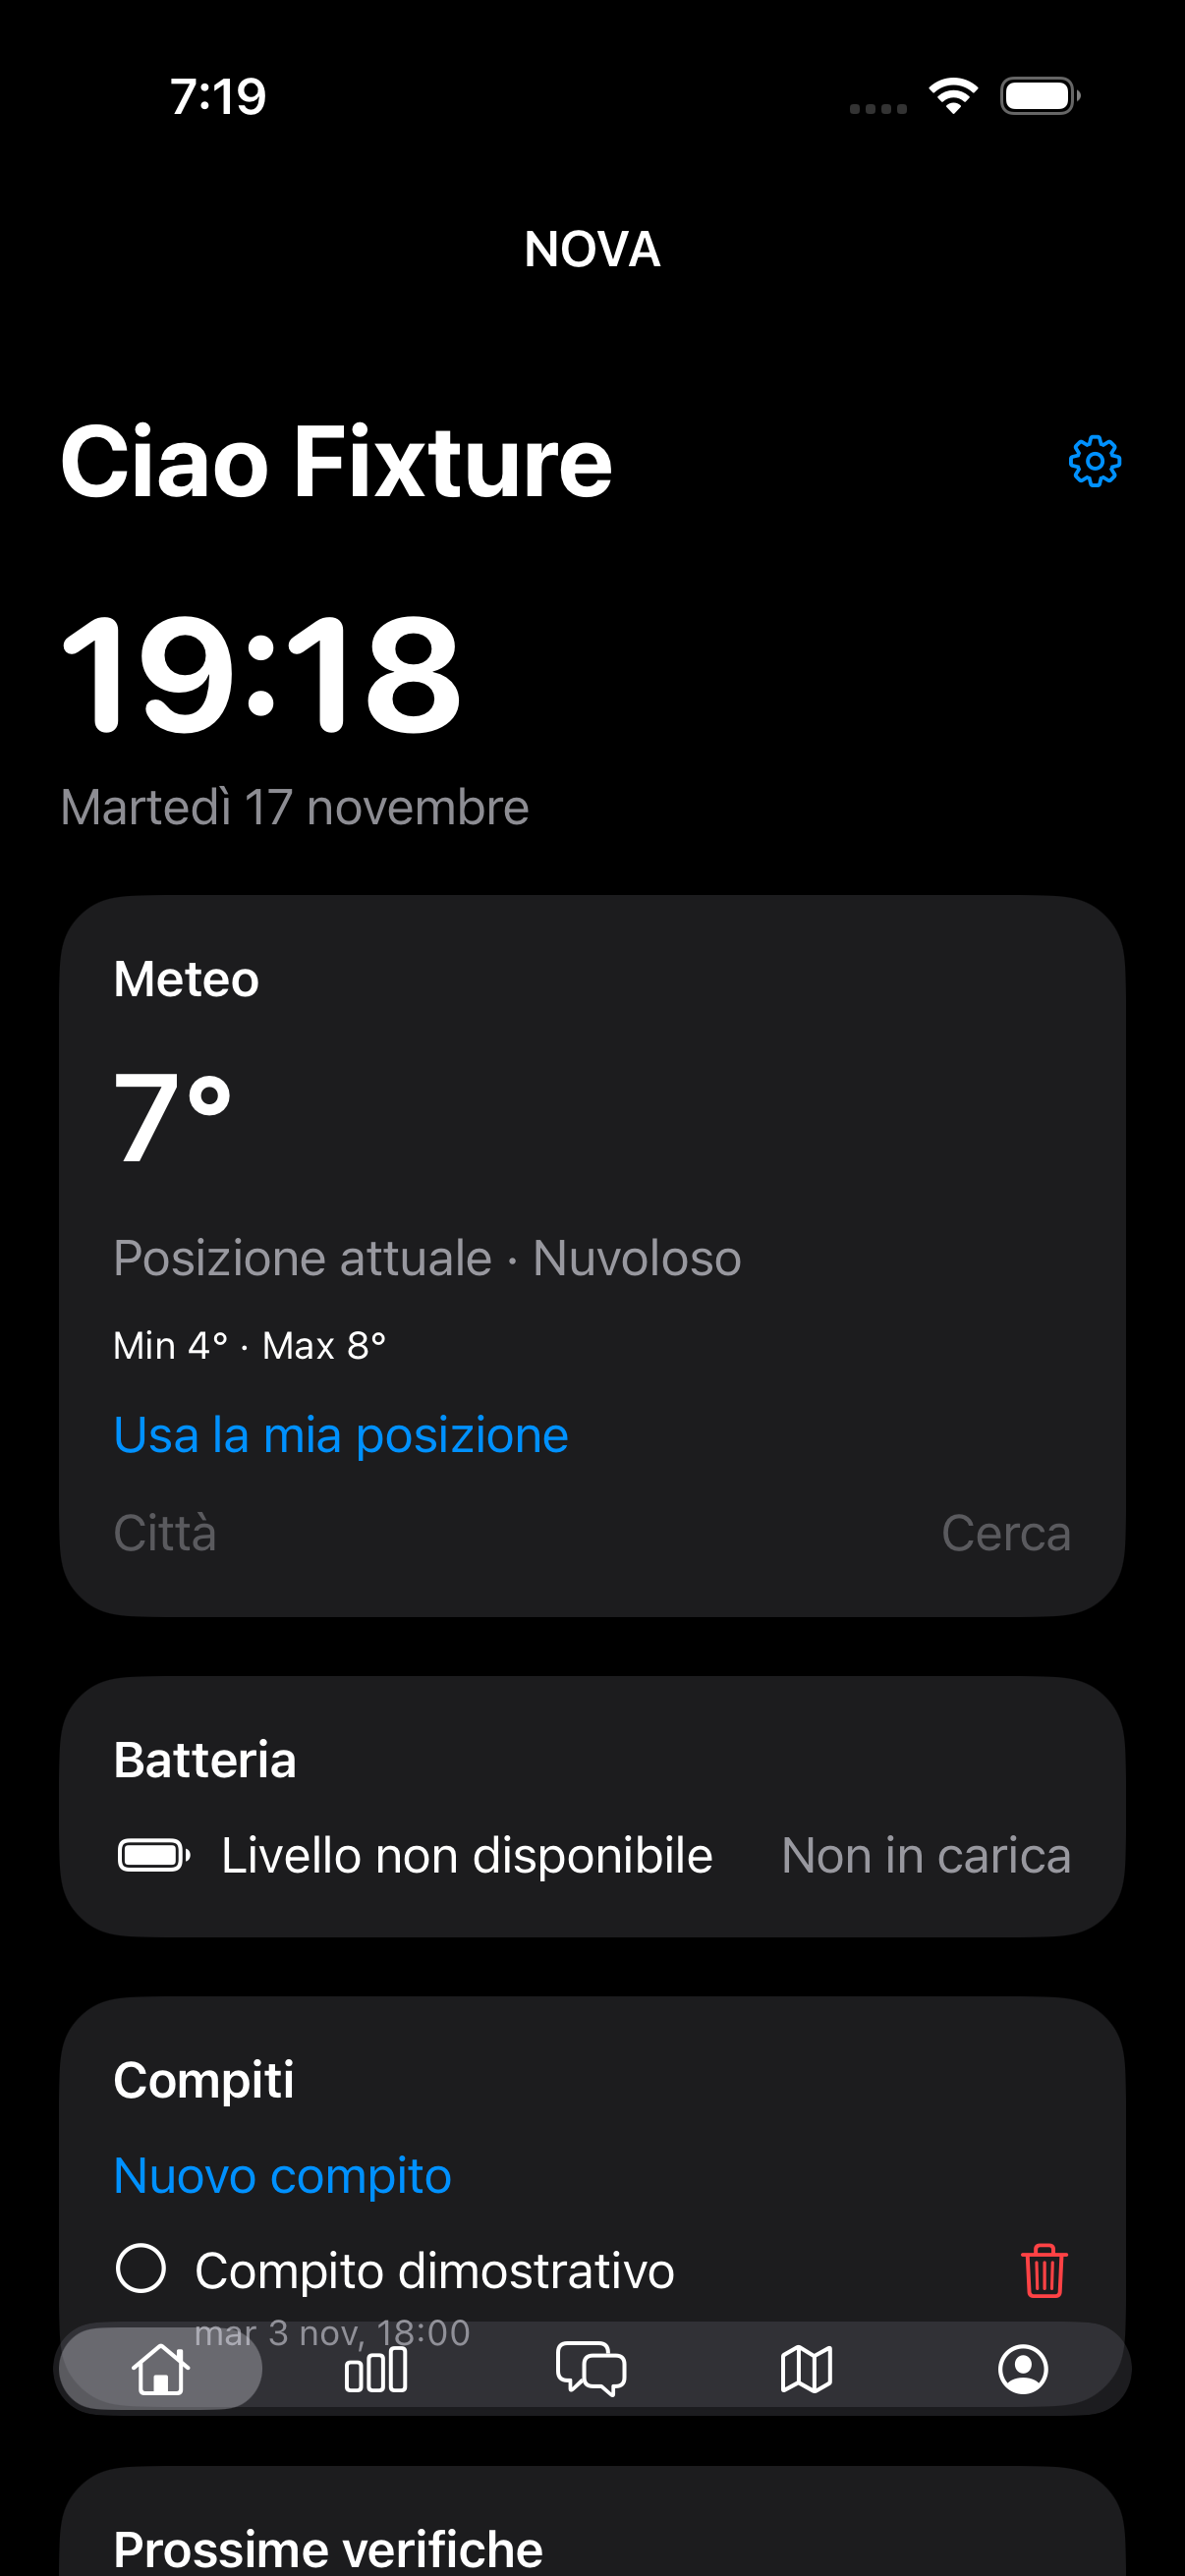 7:19
NOVA
Ciao Fixture
19:18
Martedì 17 novembre
Meteo
7°
Posizione attuale · Nuvoloso
Min 4° · Max 8°
Usa la mia posizione
Città Cerca
Batteria
Livello non disponibile Non in carica
Compiti
Nuovo compito
Compito dimostrativo
mar 3 nov, 18:00
Prossime verifiche